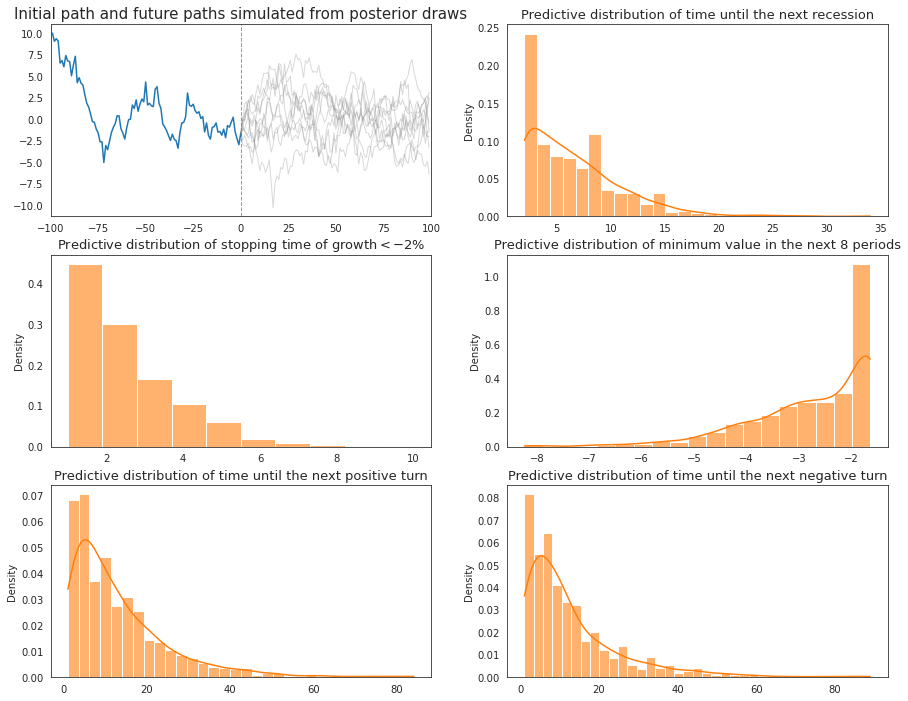 Initial path and future paths simulated from posterior draws
10.0
7.5
5.0
2.5
0.0
−2.5
−5.0
−7.5
−10.0
−100 −75 −50 −25 0 25 50 75 100
Predictive distribution of time until the next recession
Density
0.25
0.20
0.15
0.10
0.05
0.00
5 10 15 20 25 30 35
Predictive distribution of stopping time of growth < −2%
Density
0.4
0.3
0.2
0.1
0.0
2 4 6 8 10
Predictive distribution of minimum value in the next 8 periods
Density
1.0
0.8
0.6
0.4
0.2
0.0
−8 −7 −6 −5 −4 −3 −2
Predictive distribution of time until the next positive turn
Density
0.07
0.06
0.05
0.04
0.03
0.02
0.01
0.00
0 20 40 60 80
Predictive distribution of time until the next negative turn
Density
0.08
0.07
0.06
0.05
0.04
0.03
0.02
0.01
0.00
0 20 40 60 80